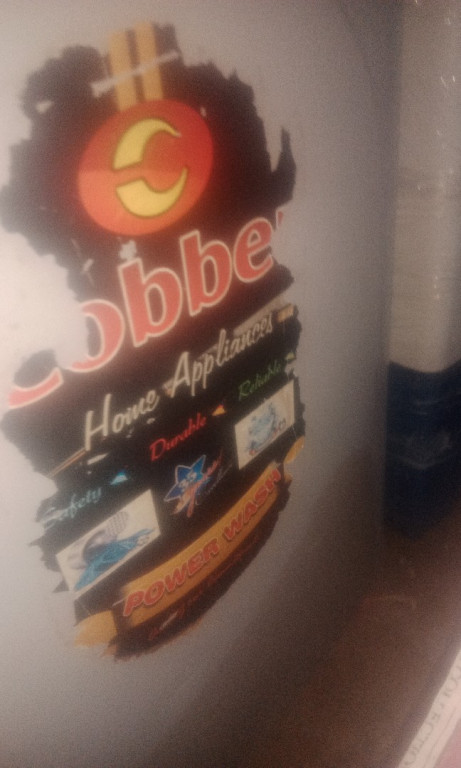 obbe
Home Appliances
Safety Durable Reliable
POWER WASH